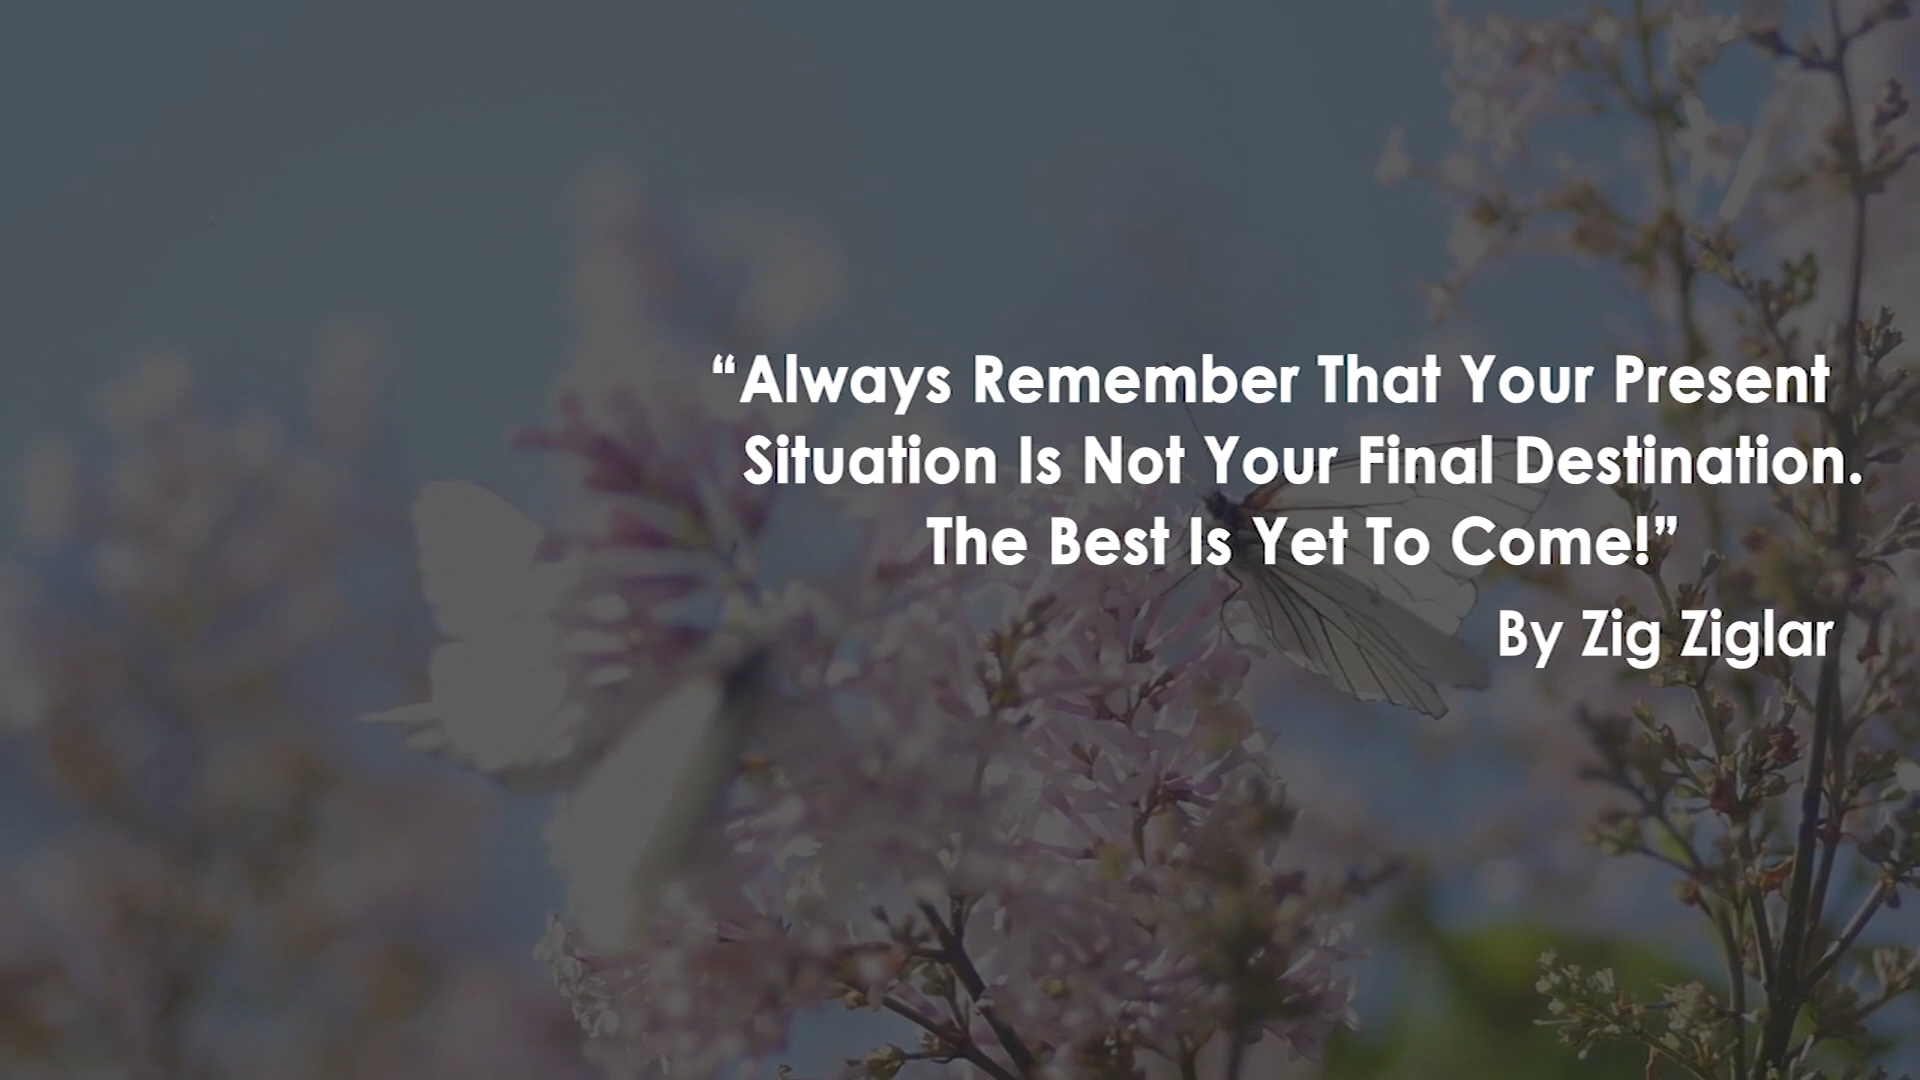 “Always Remember That Your Present
Situation Is Not Your Final Destination.
The Best Is Yet To Come!”
By Zig Ziglar